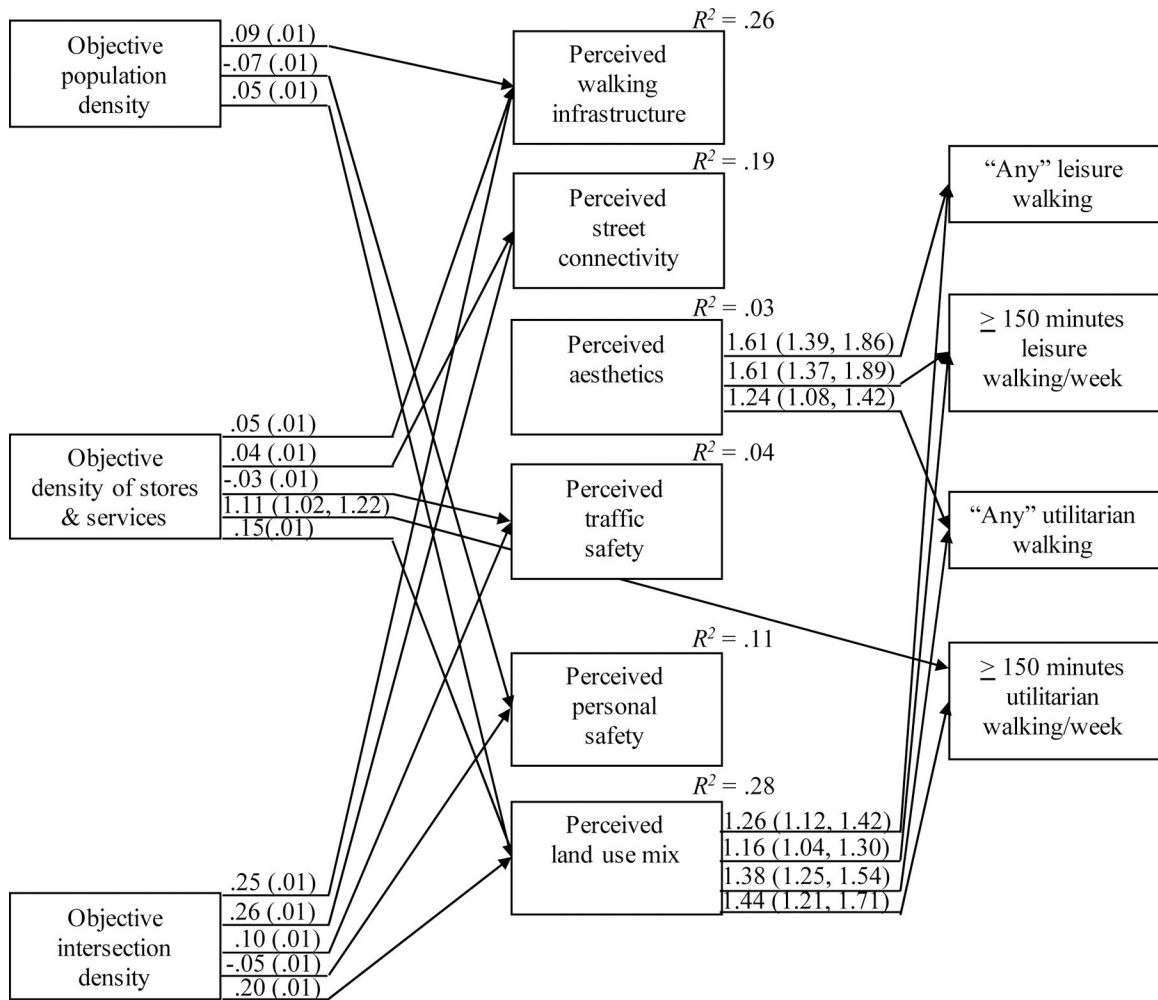 Objective
population
density
.09 (.01)
-.07 (.01)
.05 (.01)
Objective
density of stores
& services
.05 (.01)
.04 (.01)
-.03 (.01)
1.11 (1.02, 1.22)
.15(.01)
Objective
intersection
density
.25 (.01)
.26 (.01)
.10 (.01)
-.05 (.01)
.20 (.01)
R² = .26
Perceived
walking
infrastructure
R² = .19
Perceived
street
connectivity
R² = .03
Perceived
aesthetics
1.61 (1.39, 1.86)
1.61 (1.37, 1.89)
1.24 (1.08, 1.42)
R² = .04
Perceived
traffic
safety
R² = .11
Perceived
personal
safety
R² = .28
Perceived
land use mix
1.26 (1.12, 1.42)
1.16 (1.04, 1.30)
1.38 (1.25, 1.54)
1.44 (1.21, 1.71)
“Any” leisure
walking
≥ 150 minutes
leisure
walking/week
“Any” utilitarian
walking
≥ 150 minutes
utilitarian
walking/week